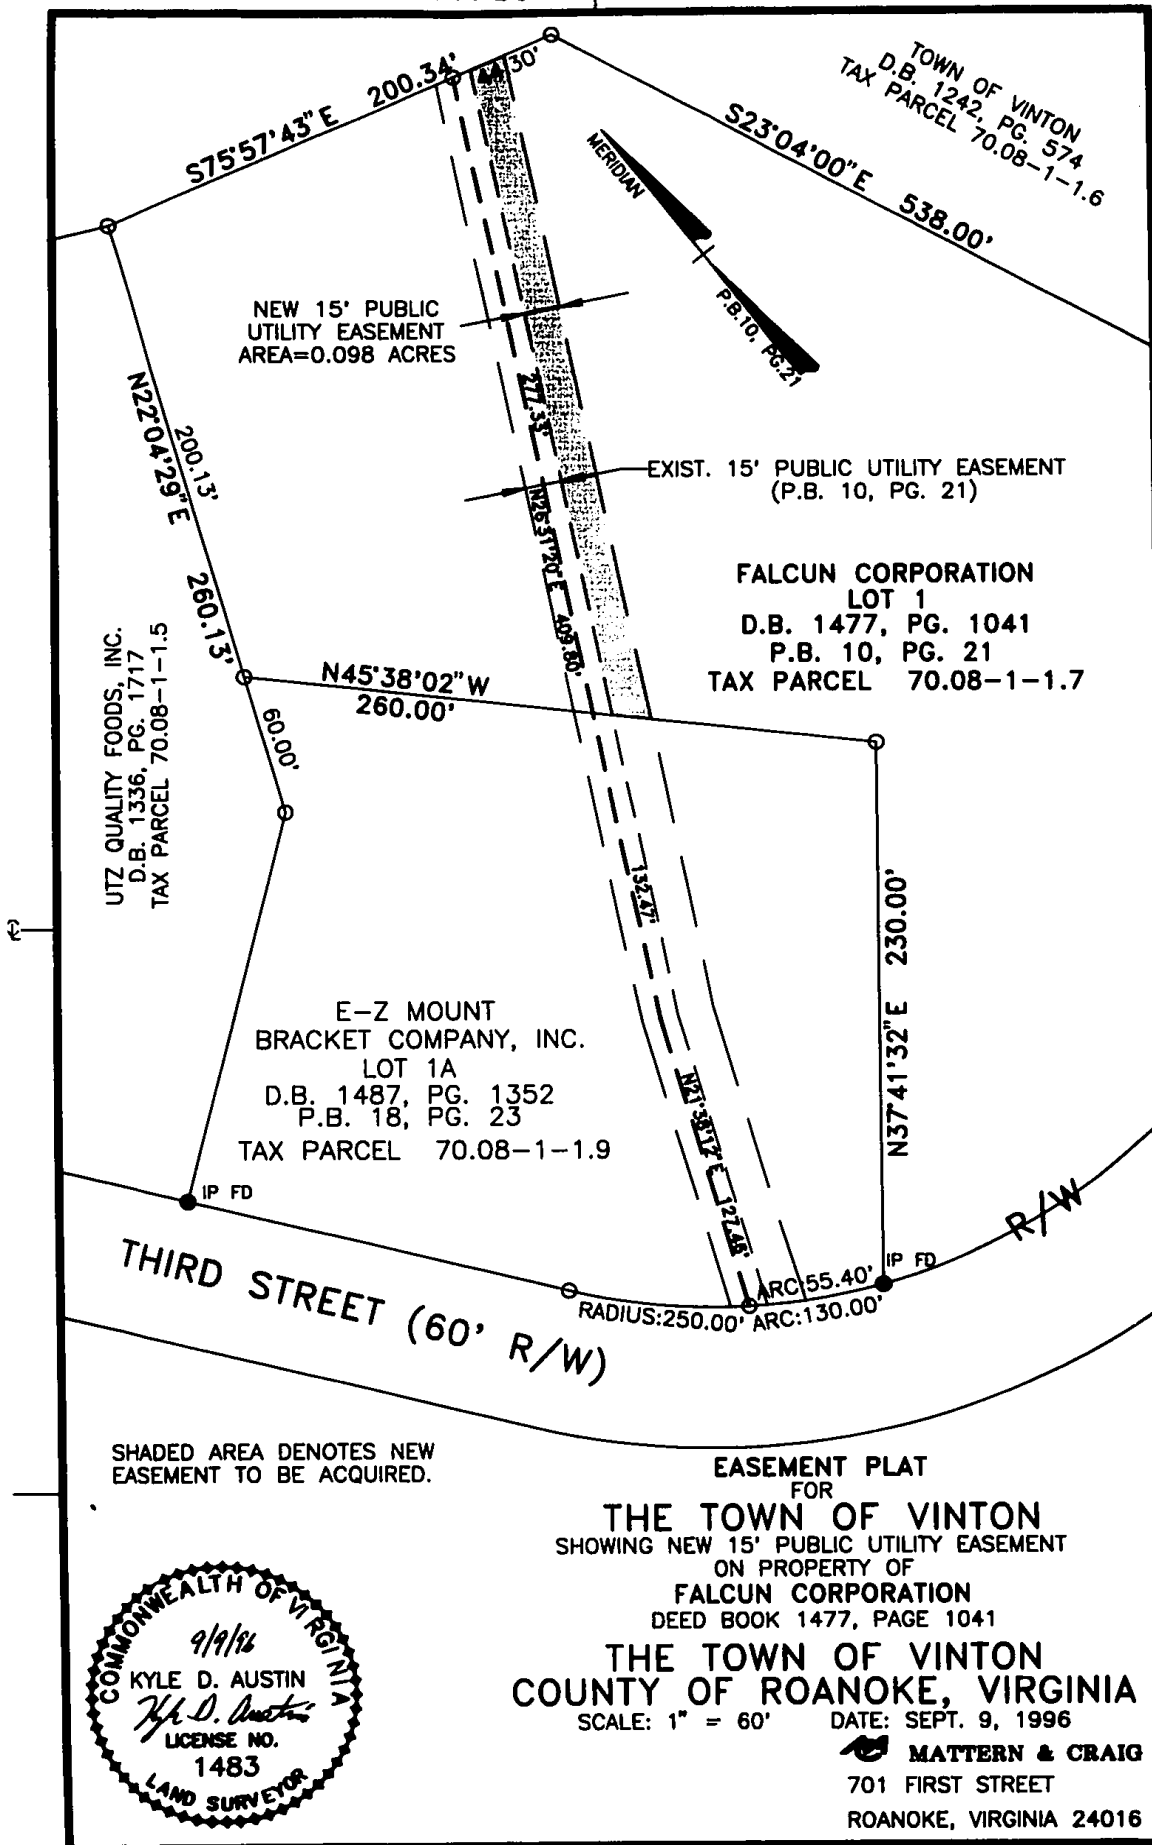 S75°57'43"E 200.34'
44.30'
TOWN OF VINTON
D.B. 1242, PG. 574
TAX PARCEL 70.08-1-1.6
S23°04'00"E 538.00'
MERIDIAN
P.B.10, PG.21
NEW 15' PUBLIC
UTILITY EASEMENT
AREA=0.098 ACRES
N22°04'29"E 260.13'
200.13'
277.33'
EXIST. 15' PUBLIC UTILITY EASEMENT
(P.B. 10, PG. 21)
N26°31'20"E 409.80'
FALCUN CORPORATION
LOT 1
D.B. 1477, PG. 1041
P.B. 10, PG. 21
TAX PARCEL 70.08-1-1.7
UTZ QUALITY FOODS, INC.
D.B. 1336, PG. 1717
TAX PARCEL 70.08-1-1.5
N45°38'02"W
260.00'
60.00'
132.47'
N37°41'32"E 230.00'
E-Z MOUNT
BRACKET COMPANY, INC.
LOT 1A
D.B. 1487, PG. 1352
P.B. 18, PG. 23
TAX PARCEL 70.08-1-1.9
N21°38'12"E 127.46'
IP FD
R/W
IP FD
ARC:55.40'
RADIUS:250.00' ARC:130.00'
THIRD STREET (60' R/W)
SHADED AREA DENOTES NEW
EASEMENT TO BE ACQUIRED.
EASEMENT PLAT
FOR
THE TOWN OF VINTON
SHOWING NEW 15' PUBLIC UTILITY EASEMENT
ON PROPERTY OF
FALCUN CORPORATION
DEED BOOK 1477, PAGE 1041
THE TOWN OF VINTON
COUNTY OF ROANOKE, VIRGINIA
SCALE: 1" = 60' DATE: SEPT. 9, 1996
MATTERN & CRAIG
701 FIRST STREET
ROANOKE, VIRGINIA 24016
COMMONWEALTH OF VIRGINIA
9/9/96
KYLE D. AUSTIN
Kyle D. Austin
LICENSE NO.
1483
LAND SURVEYOR